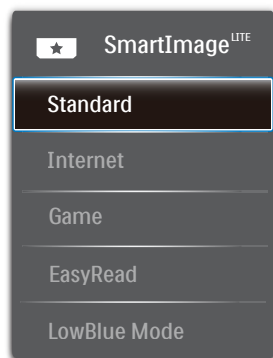 SmartImage LITE
Standard
Internet
Game
EasyRead
LowBlue Mode